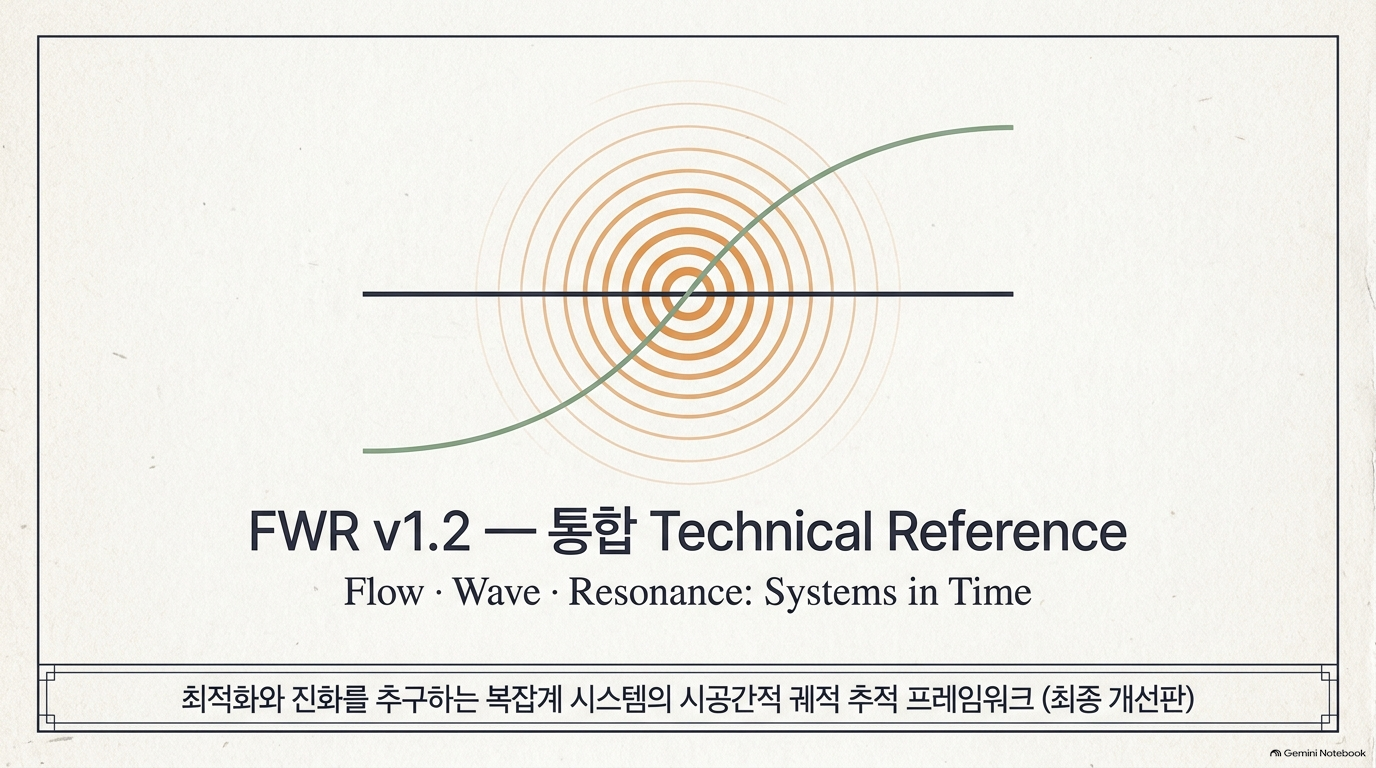 FWR v1.2 — 통합 Technical Reference
Flow · Wave · Resonance: Systems in Time
최적화와 진화를 추구하는 복잡계 시스템의 시공간적 궤적 추적 프레임워크 (최종 개선판)
Gemini Notebook